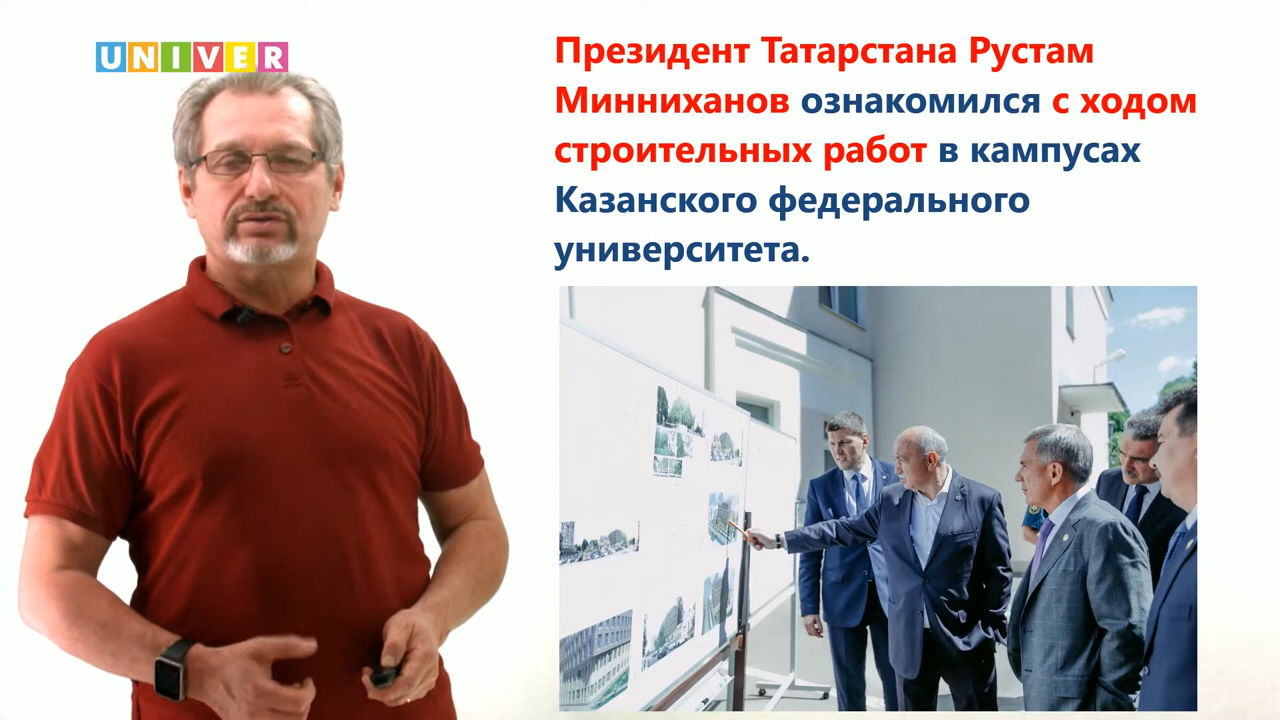 UNIVER
Президент Татарстана Рустам
Минниханов ознакомился с ходом
строительных работ в кампусах
Казанского федерального
университета.